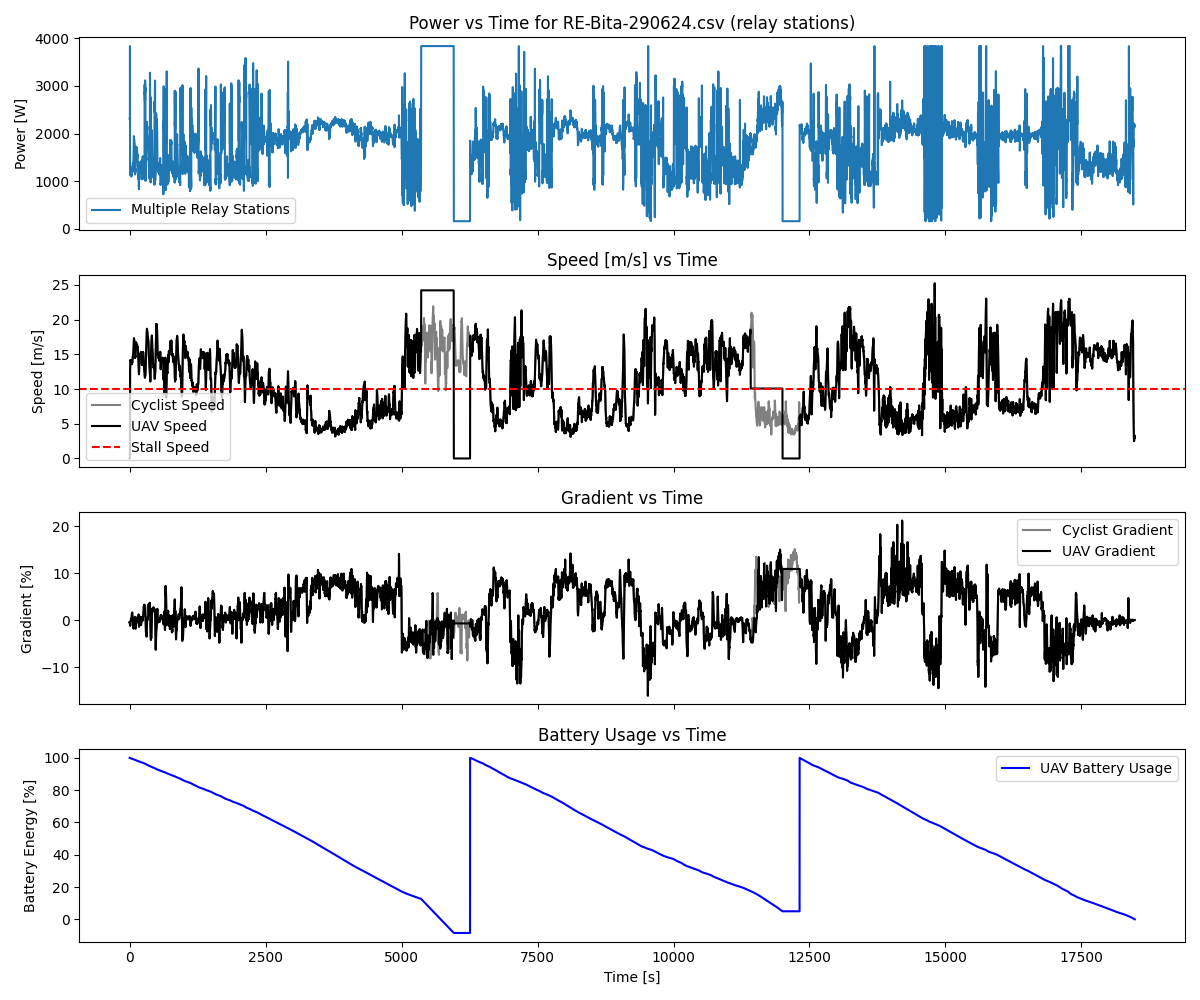 Power vs Time for RE-Bita-290624.csv (relay stations)
4000
3000
2000
1000
0
Power [W]
Multiple Relay Stations
Speed [m/s] vs Time
25
20
15
10
5
0
Speed [m/s]
Cyclist Speed
UAV Speed
Stall Speed
Gradient vs Time
20
10
0
−10
Gradient [%]
Cyclist Gradient
UAV Gradient
Battery Usage vs Time
100
80
60
40
20
0
Battery Energy [%]
UAV Battery Usage
0 2500 5000 7500 10000 12500 15000 17500
Time [s]